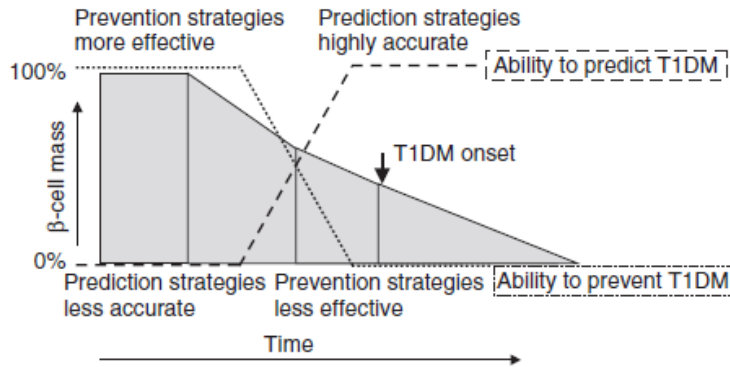 Prevention strategies
more effective
Prediction strategies
highly accurate
100%
Ability to predict T1DM
β-cell mass
T1DM onset
0%
Prediction strategies
less accurate
Prevention strategies
less effective
Ability to prevent T1DM
Time